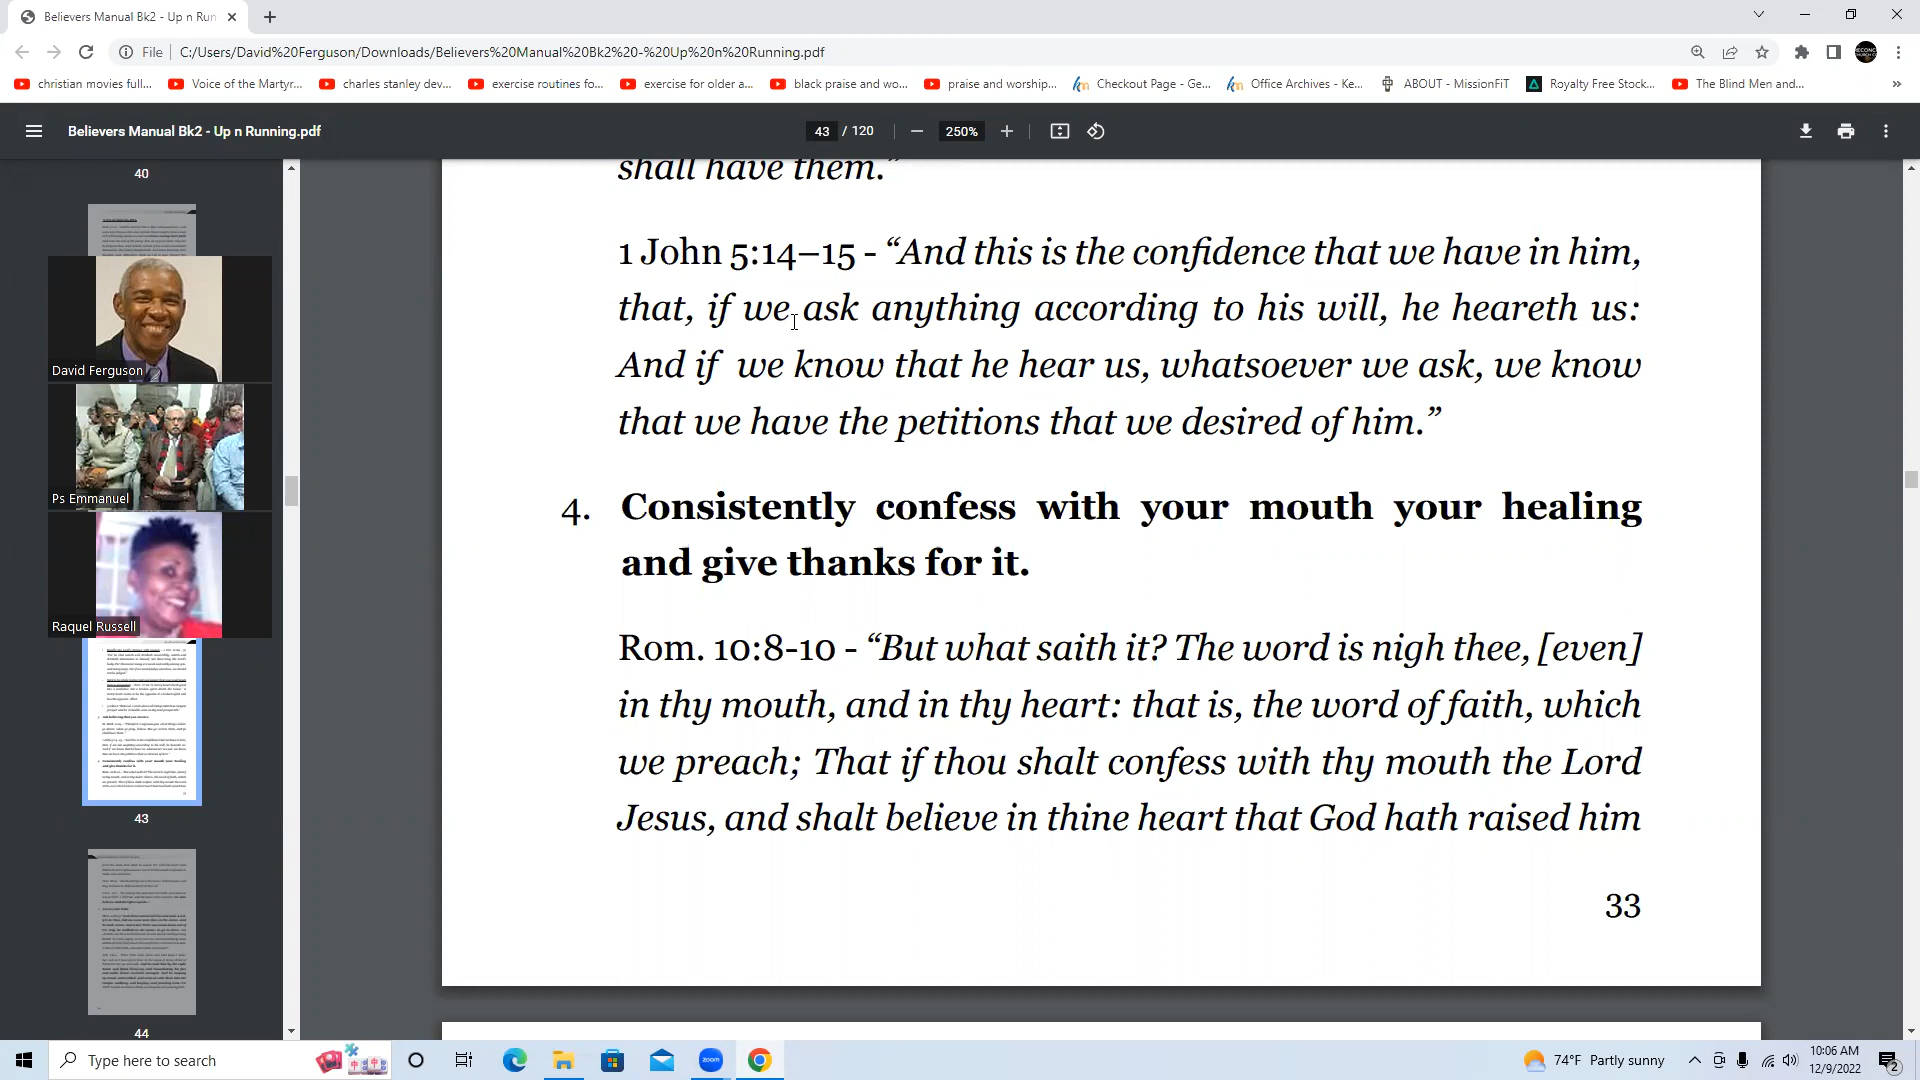 Believers Manual Bk2 - Up n Run
File
C:/Users/David%20Ferguson/Downloads/Believers%20Manual%20Bk2%20-%20Up%20n%20Running.pdf
christian movies full...
Voice of the Martyr...
charles stanley dev...
exercise routines fo...
exercise for older a...
black praise and wo...
praise and worship...
Checkout Page - Ge...
Office Archives - Ke...
ABOUT - MissionFiT
Royalty Free Stock...
The Blind Men and...
Believers Manual Bk2 - Up n Running.pdf
43 / 120
250%
40
David Ferguson
Ps Emmanuel
Raquel Russell
43
44
shall have them.”
1 John 5:14–15 - “And this is the confidence that we have in him,
that, if we ask anything according to his will, he heareth us:
And if we know that he hear us, whatsoever we ask, we know
that we have the petitions that we desired of him.”
4. Consistently confess with your mouth your healing
and give thanks for it.
Rom. 10:8-10 - “But what saith it? The word is nigh thee, [even]
in thy mouth, and in thy heart: that is, the word of faith, which
we preach; That if thou shalt confess with thy mouth the Lord
Jesus, and shalt believe in thine heart that God hath raised him
33
Type here to search
zoom
74°F Partly sunny
10:06 AM
12/9/2022
2